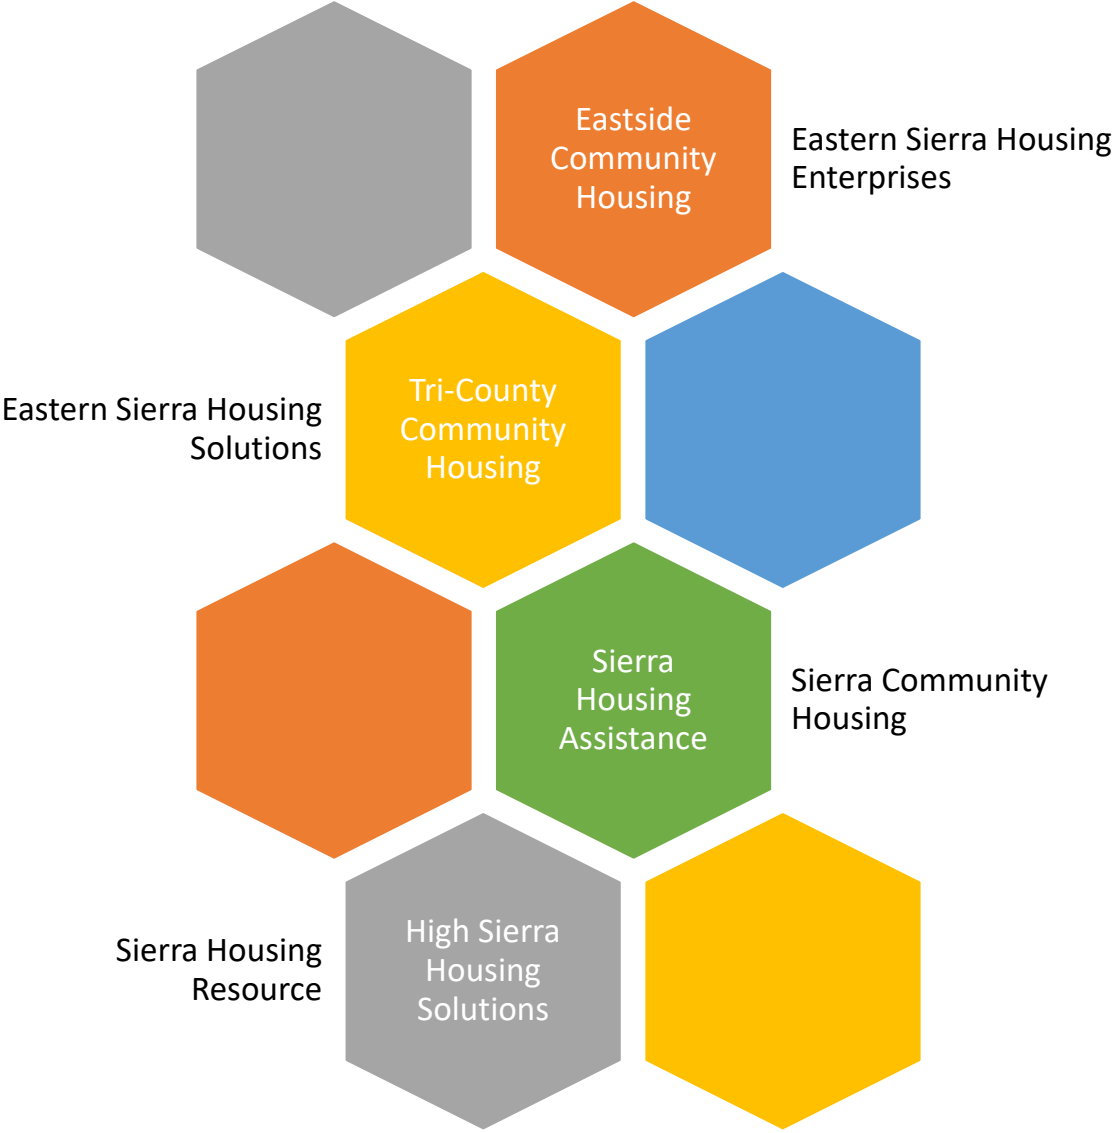 Eastside
Community
Housing
Eastern Sierra Housing
Enterprises
Eastern Sierra Housing
Solutions
Tri-County
Community
Housing
Sierra
Housing
Assistance
Sierra Community
Housing
Sierra Housing
Resource
High Sierra
Housing
Solutions